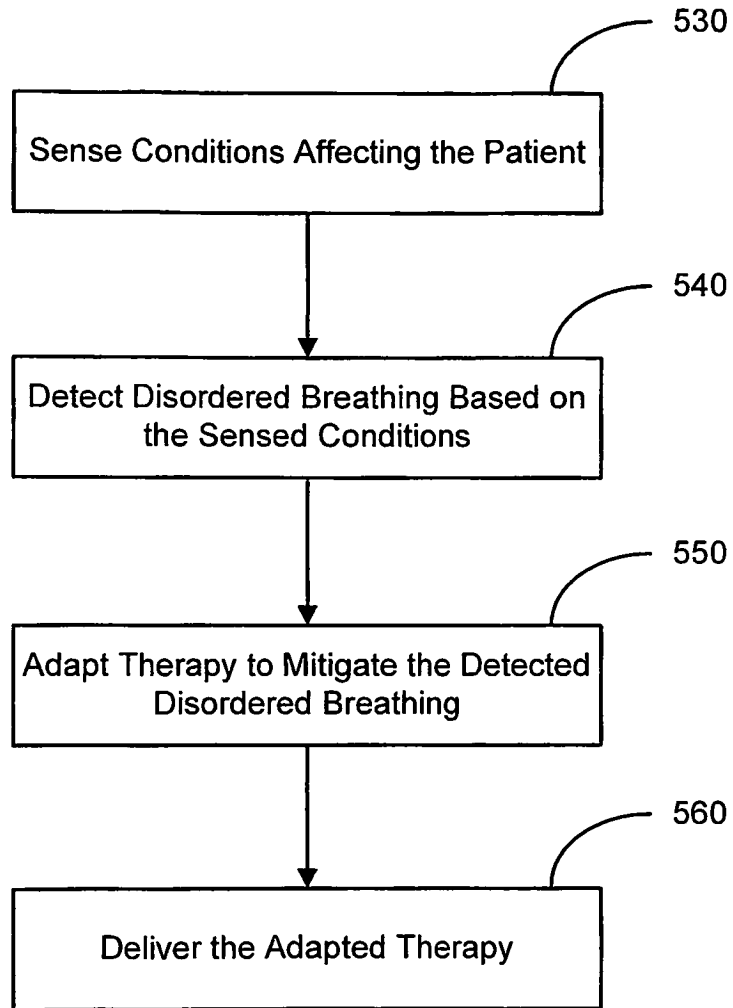 530
Sense Conditions Affecting the Patient
540
Detect Disordered Breathing Based on
the Sensed Conditions
550
Adapt Therapy to Mitigate the Detected
Disordered Breathing
560
Deliver the Adapted Therapy